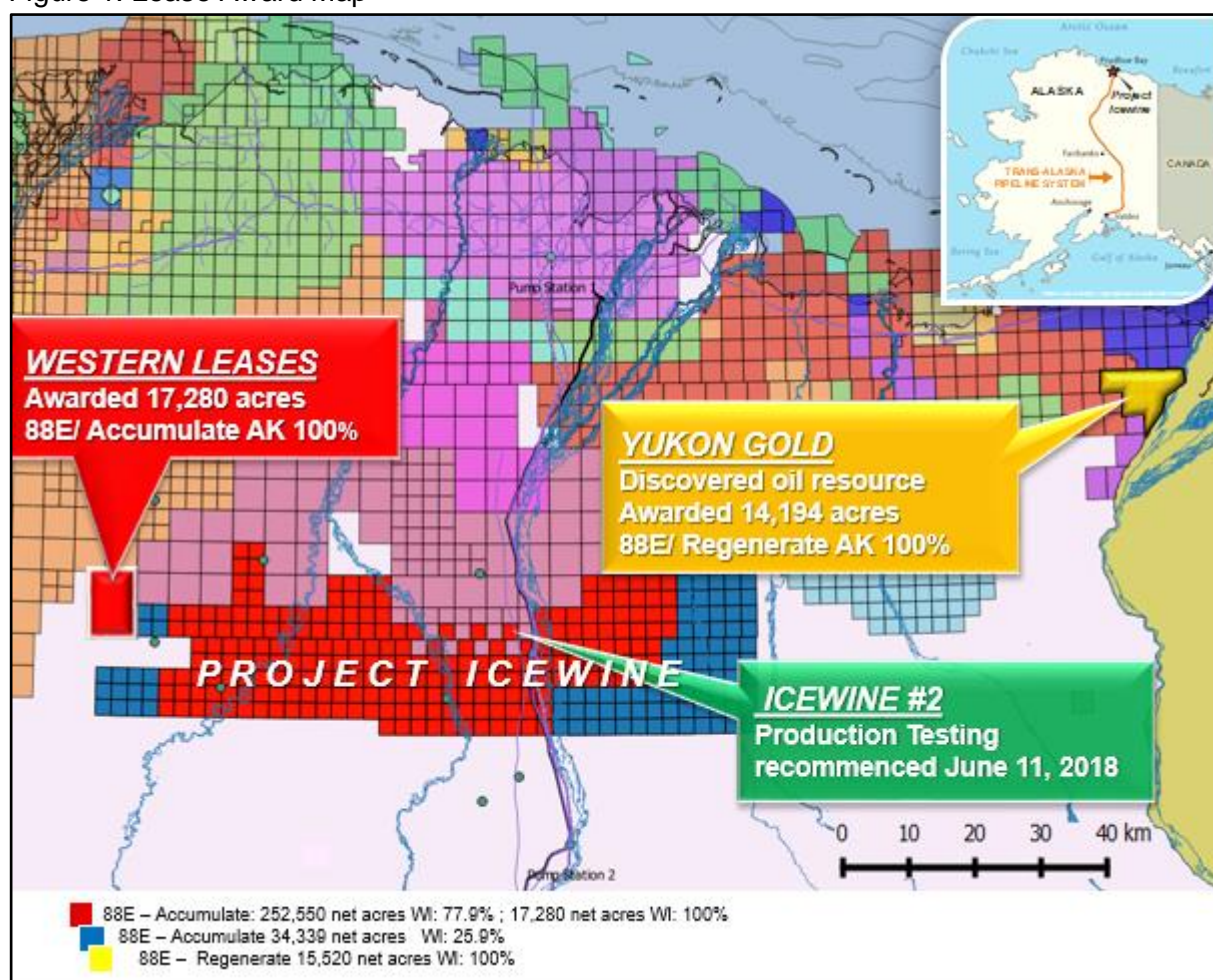 Figure 1: Lease Award Map
Arctic Ocean
Chukchi Sea
Prudhoe Bay
Beaufort
ALASKA
Project
Icewine
Fairbanks
CANADA
TRANS-ALASKA
PIPELINE SYSTEM
Anchorage
Valdez
Bering Sea
Gulf of Alaska
Juneau
Pump Station 1
WESTERN LEASES
Awarded 17,280 acres
88E/ Accumulate AK 100%
YUKON GOLD
Discovered oil resource
Awarded 14,194 acres
88E/ Regenerate AK 100%
PROJECT ICEWINE
ICEWINE #2
Production Testing
recommenced June 11, 2018
0 10 20 30 40 km
Pump Station 2
88E – Accumulate: 252,550 net acres WI: 77.9% ; 17,280 net acres WI: 100%
88E – Accumulate 34,339 net acres WI: 25.9%
88E – Regenerate 15,520 net acres WI: 100%